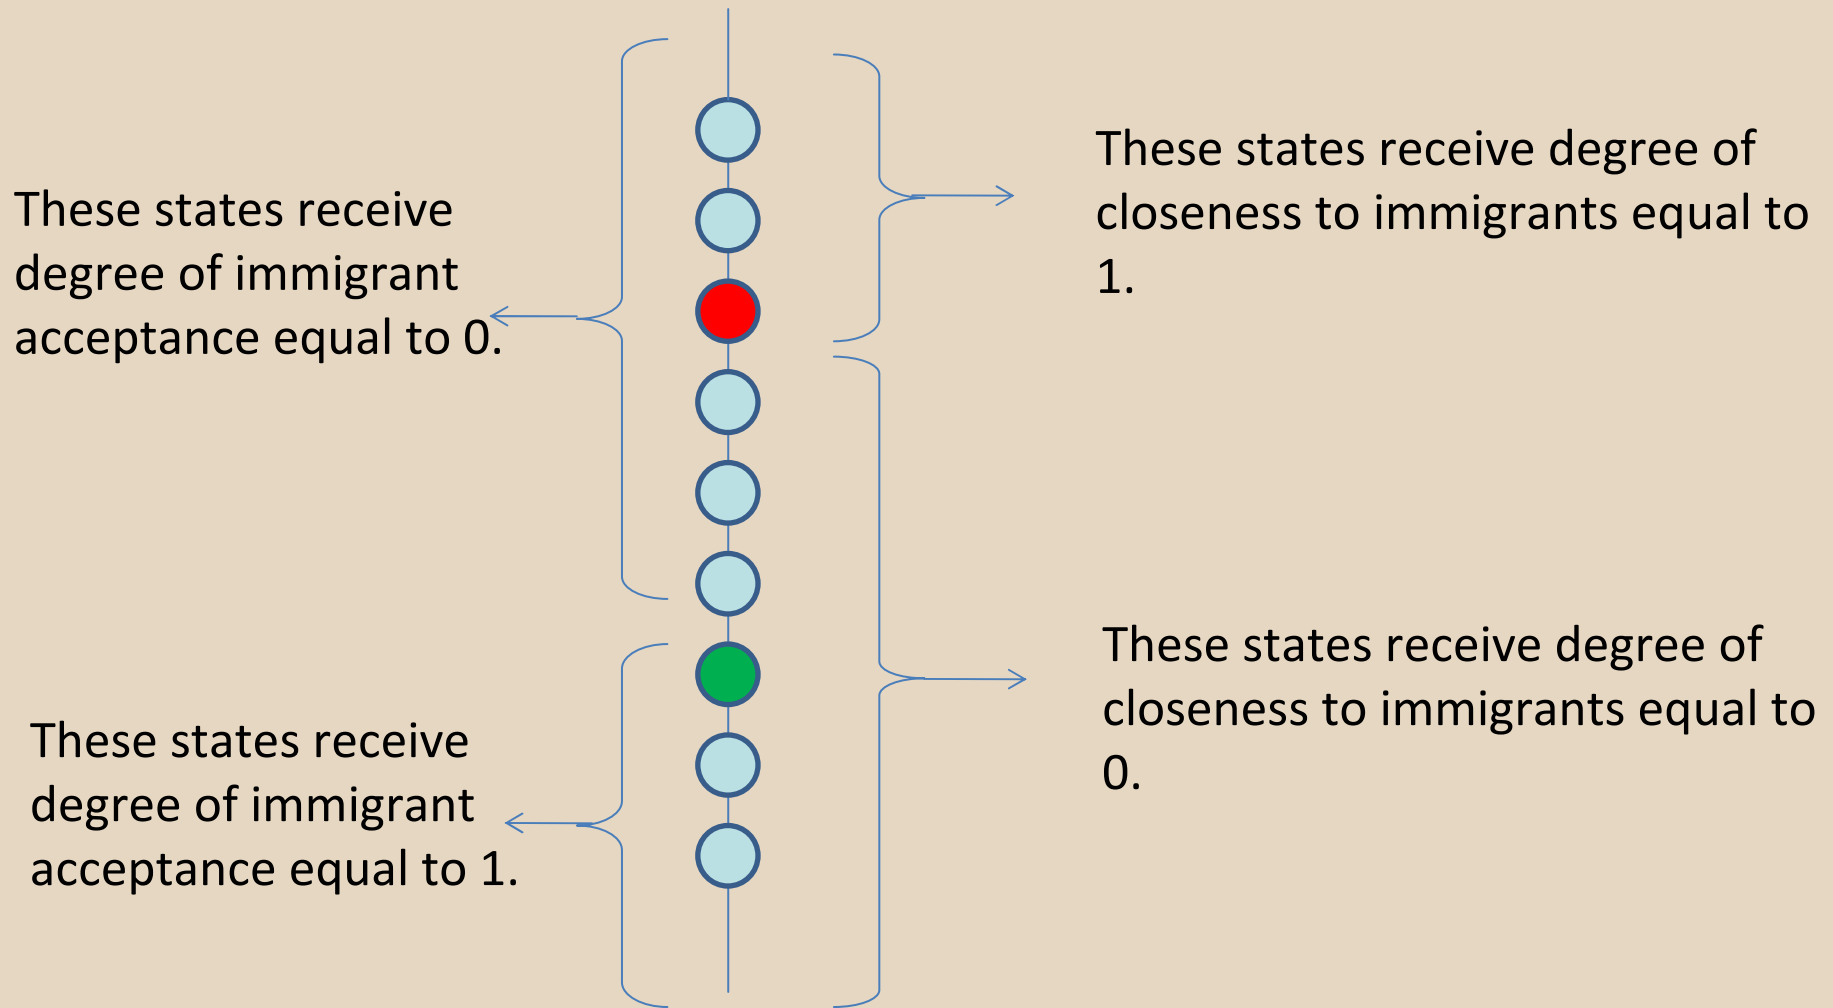 These states receive
degree of immigrant
acceptance equal to 0.
These states receive degree of
closeness to immigrants equal to
1.
These states receive
degree of immigrant
acceptance equal to 1.
These states receive degree of
closeness to immigrants equal to
0.